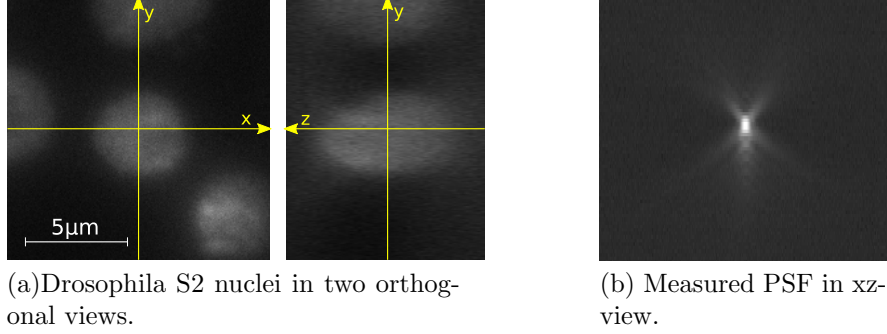 y
y
x
z
5μm
(a)Drosophila S2 nuclei in two orthog-
onal views.
(b) Measured PSF in xz-
view.